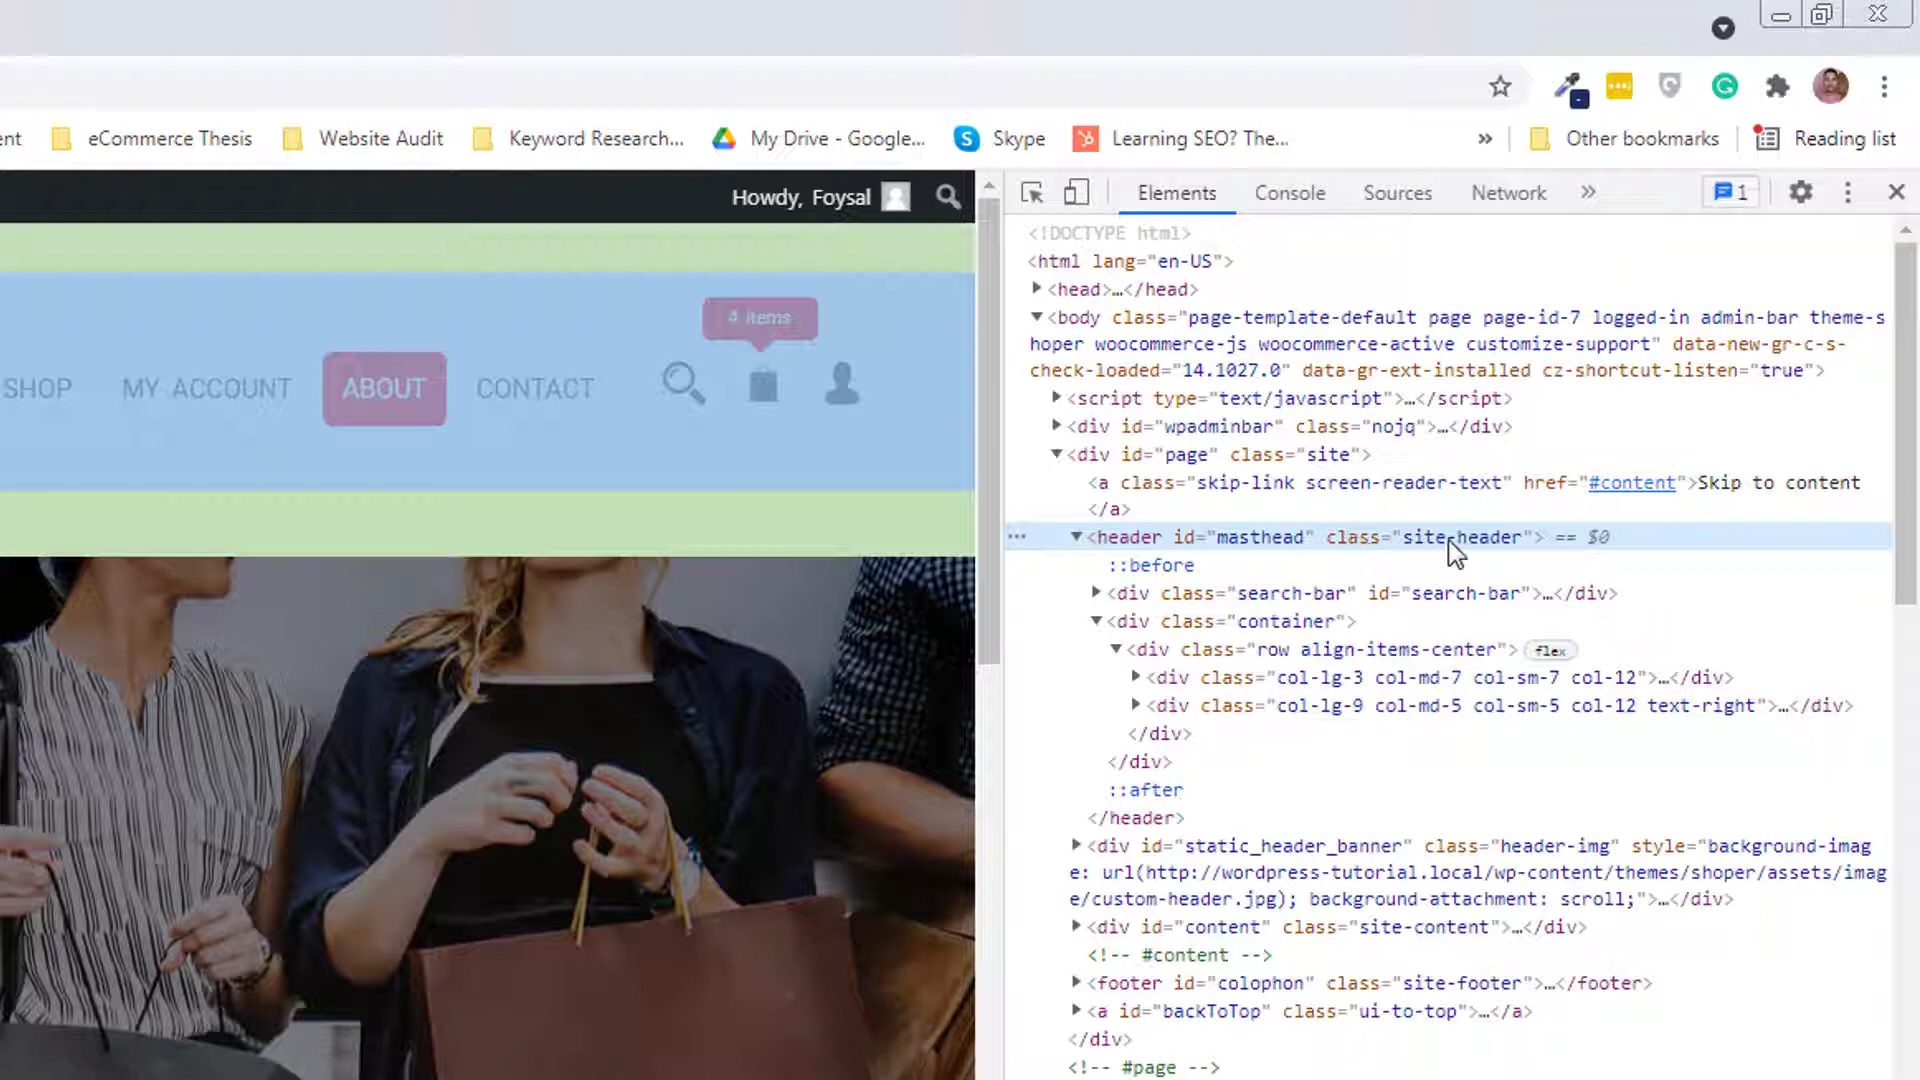 ent eCommerce Thesis Website Audit Keyword Research... My Drive - Google... Skype Learning SEO? The... » Other bookmarks Reading list
Howdy, Foysal
4 items
SHOP MY ACCOUNT ABOUT CONTACT
Elements Console Sources Network » 1
<!DOCTYPE html>
<html lang="en-US">
<head>…</head>
<body class="page-template-default page page-id-7 logged-in admin-bar theme-s
hoper woocommerce-js woocommerce-active customize-support" data-new-gr-c-s-
check-loaded="14.1027.0" data-gr-ext-installed cz-shortcut-listen="true">
<script type="text/javascript">…</script>
<div id="wpadminbar" class="nojq">…</div>
<div id="page" class="site">
<a class="skip-link screen-reader-text" href="#content">Skip to content
</a>
<header id="masthead" class="site-header"> == $0
::before
<div class="search-bar" id="search-bar">…</div>
<div class="container">
<div class="row align-items-center"> flex
<div class="col-lg-3 col-md-7 col-sm-7 col-12">…</div>
<div class="col-lg-9 col-md-5 col-sm-5 col-12 text-right">…</div>
</div>
</div>
::after
</header>
<div id="static_header_banner" class="header-img" style="background-imag
e: url(http://wordpress-tutorial.local/wp-content/themes/shoper/assets/imag
e/custom-header.jpg); background-attachment: scroll;">…</div>
<div id="content" class="site-content">…</div>
<!-- #content -->
<footer id="colophon" class="site-footer">…</footer>
<a id="backToTop" class="ui-to-top">…</a>
</div>
<!-- #page -->